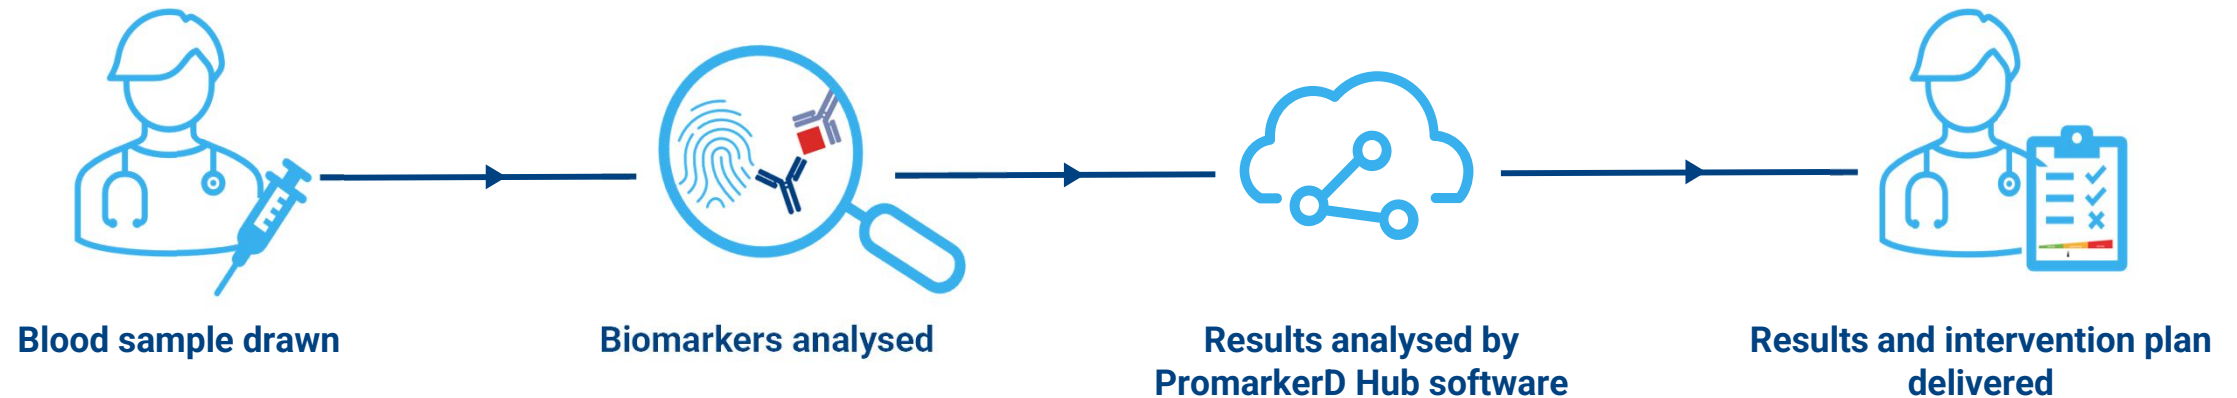 Blood sample drawn
Biomarkers analysed
Results analysed by
PromarkerD Hub software
Results and intervention plan
delivered